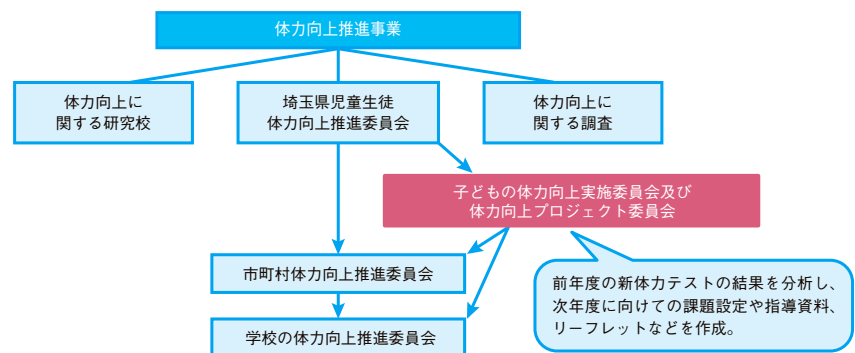 体力向上推進事業
体力向上に
関する研究校
埼玉県児童生徒
体力向上推進委員会
体力向上に
関する調査
子どもの体力向上実施委員会及び
体力向上プロジェクト委員会
市町村体力向上推進委員会
前年度の新体力テストの結果を分析し、
次年度に向けての課題設定や指導資料、
リーフレットなどを作成。
学校の体力向上推進委員会